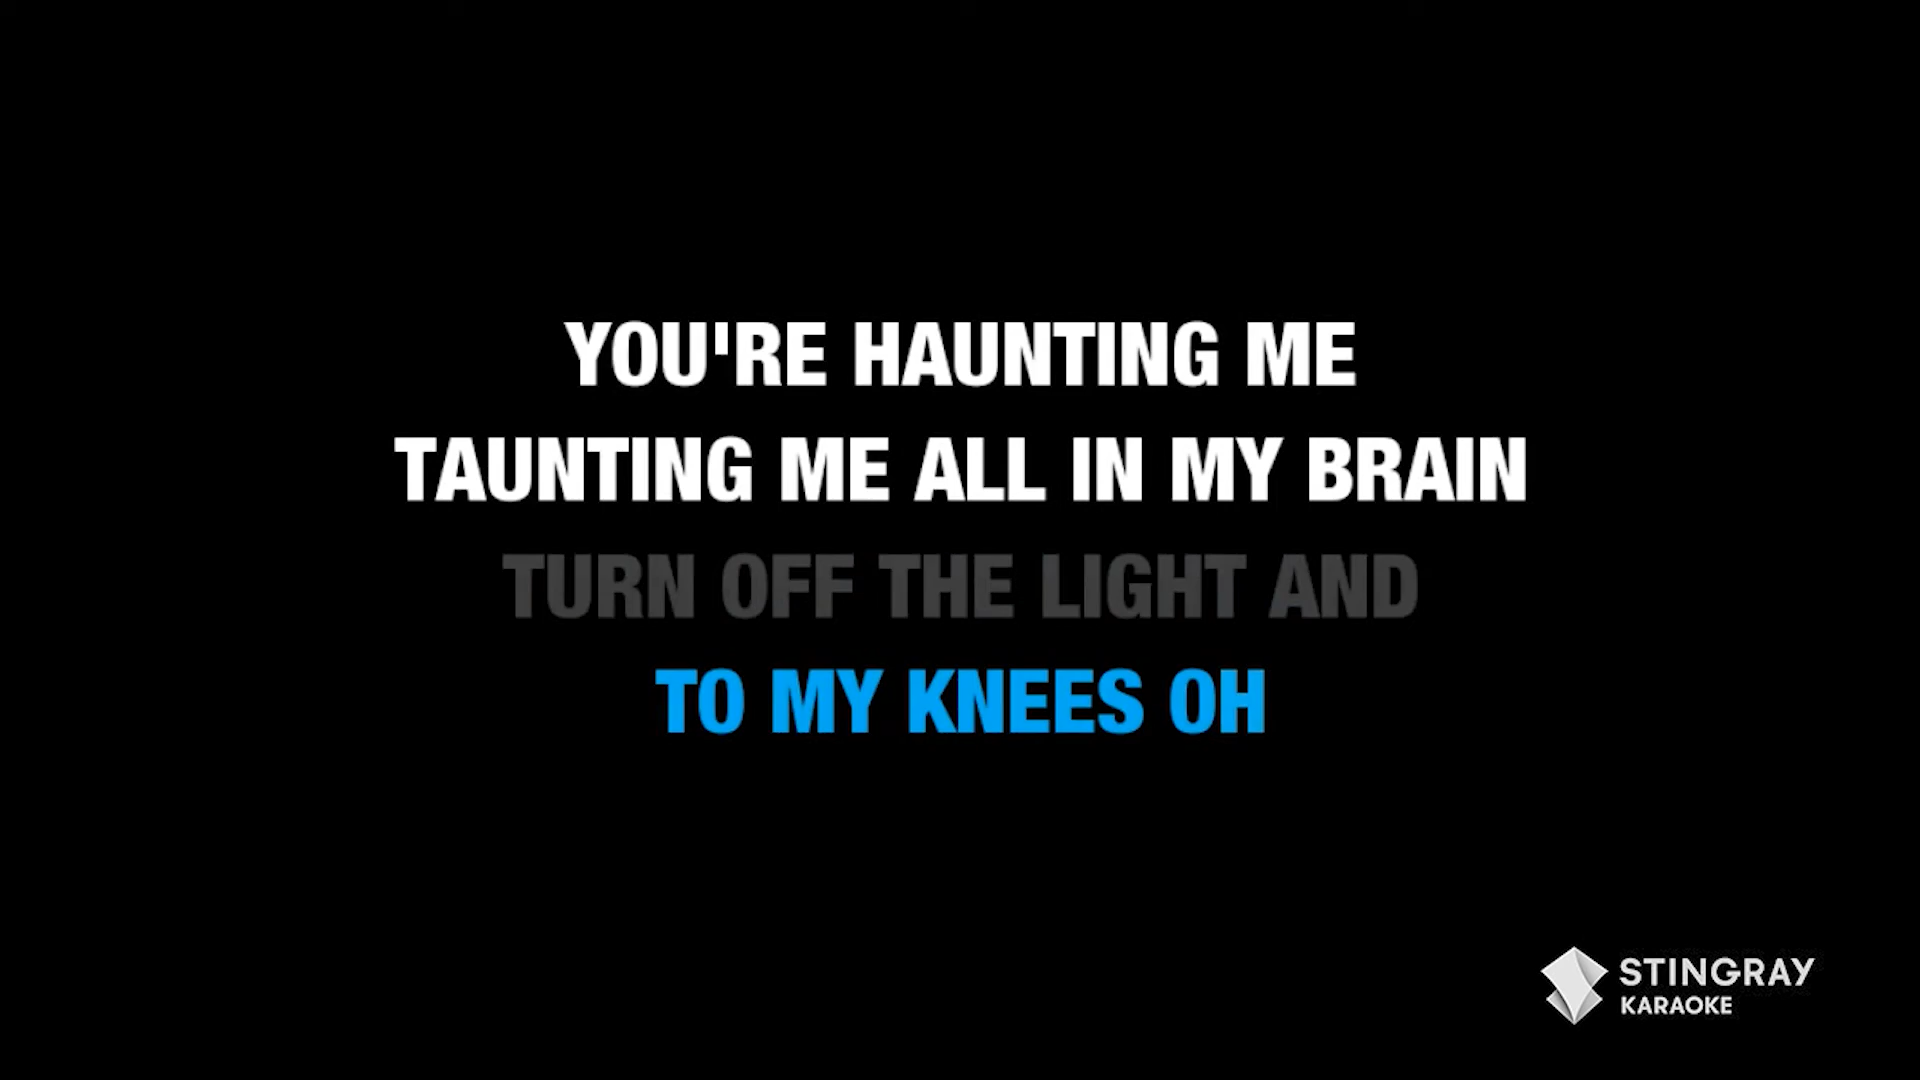 YOU'RE HAUNTING ME
TAUNTING ME ALL IN MY BRAIN
TURN OFF THE LIGHT AND
TO MY KNEES OH
STINGRAY
KARAOKE